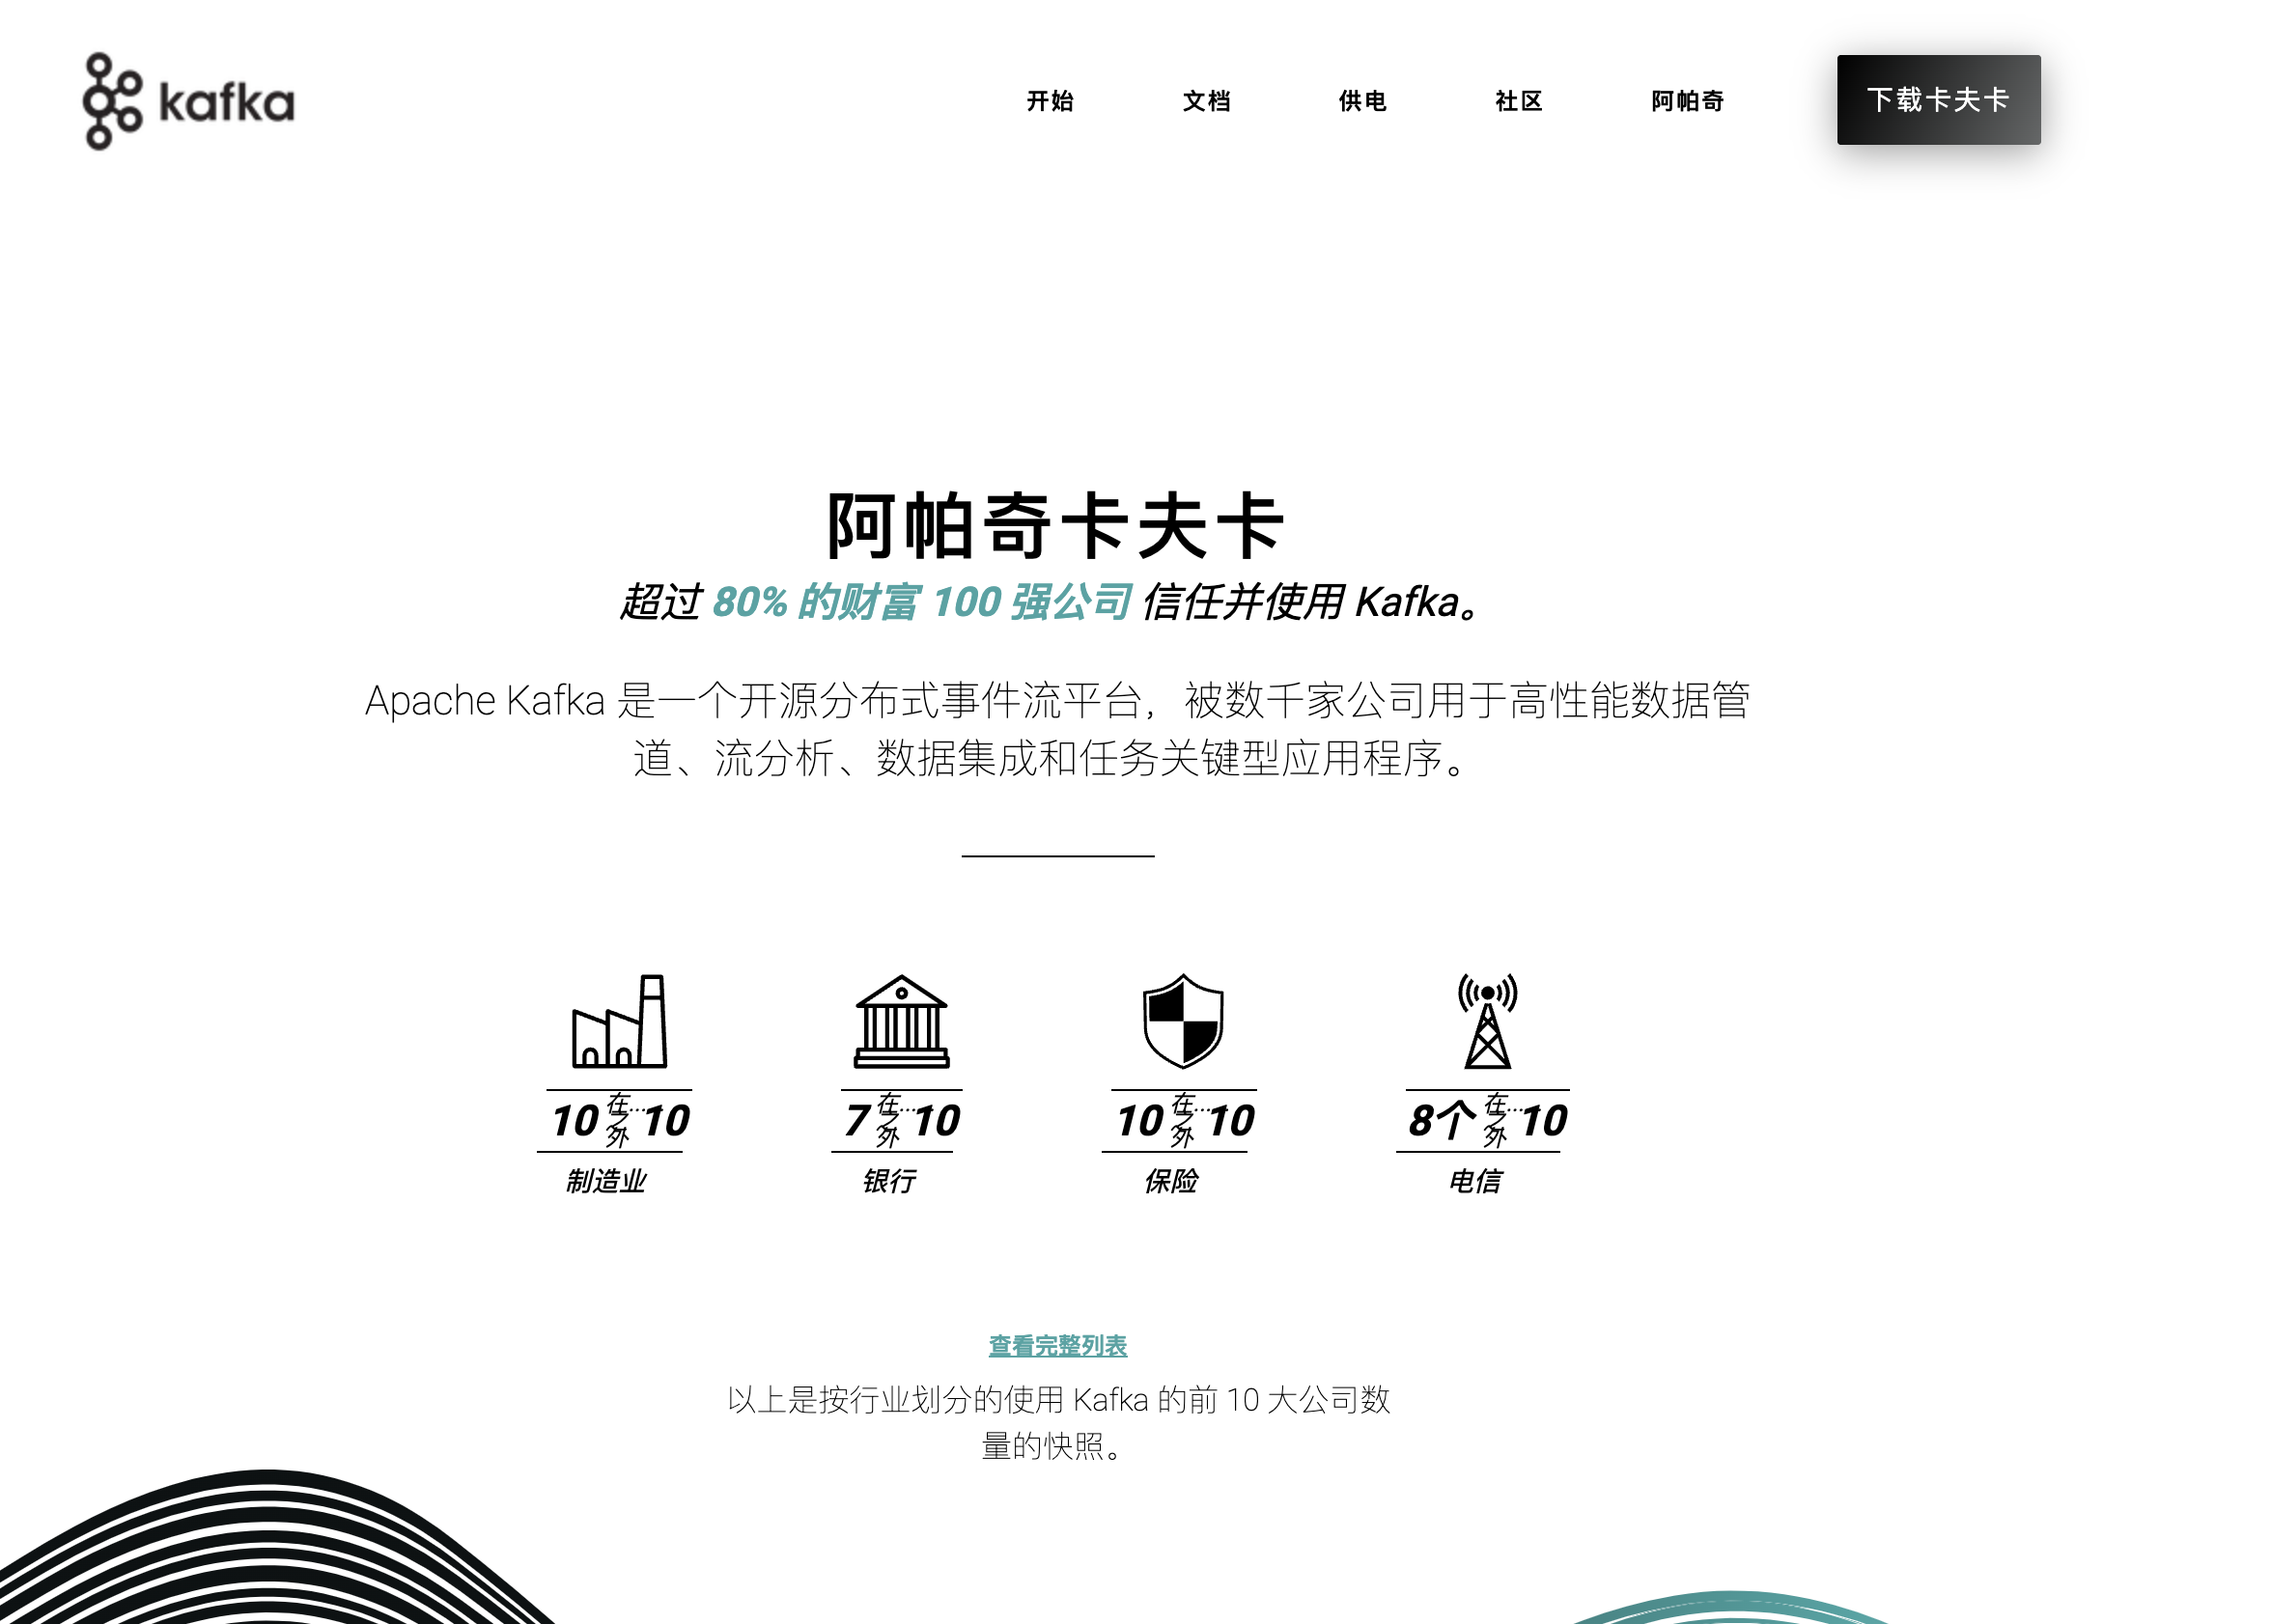 kafka
开始 文档 供电 社区 阿帕奇 下载卡夫卡
阿帕奇卡夫卡
超过 80% 的财富 100 强公司 信任并使用 Kafka。
Apache Kafka 是一个开源分布式事件流平台，被数千家公司用于高性能数据管
道、流分析、数据集成和任务关键型应用程序。
10 在……之外 10
制造业
7 在……之外 10
银行
10 在……之外 10
保险
8个 在……之外 10
电信
查看完整列表
以上是按行业划分的使用 Kafka 的前 10 大公司数
量的快照。